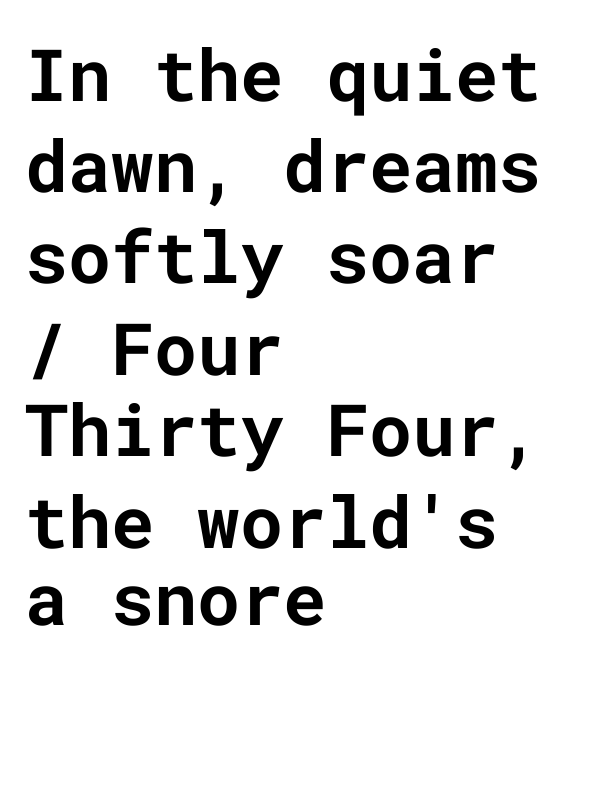 In the quiet
dawn, dreams
softly soar
/ Four
Thirty Four,
the world's
a snore